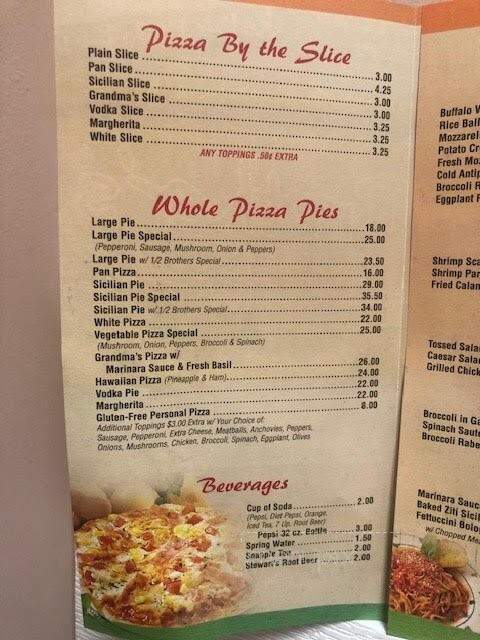 Pizza By the Slice
Plain Slice 3.00
Pan Slice 4.25
Sicilian Slice 3.00
Grandma's Slice 3.00
Vodka Slice 3.25
Margherita 3.25
White Slice 3.25
ANY TOPPINGS .50¢ EXTRA
Whole Pizza Pies
Large Pie 18.00
Large Pie Special 25.00
(Pepperoni, Sausage, Mushroom, Onion & Peppers)
Large Pie w/ 1/2 Brothers Special 23.50
Pan Pizza 16.00
Sicilian Pie 29.00
Sicilian Pie Special 35.50
Sicilian Pie w/ 1/2 Brothers Special 34.00
White Pizza 22.00
Vegetable Pizza Special 25.00
(Mushroom, Onion, Peppers, Broccoli & Spinach)
Grandma's Pizza w/
Marinara Sauce & Fresh Basil 26.00
Hawaiian Pizza (Pineapple & Ham) 24.00
Vodka Pie 22.00
Margherita 22.00
Gluten-Free Personal Pizza 8.00
Additional Toppings $3.00 Extra w/ Your Choice of:
Sausage, Pepperoni, Extra Cheese, Meatballs, Anchovies, Peppers,
Onions, Mushrooms, Chicken, Broccoli, Spinach, Eggplant, Olives
Beverages
Cup of Soda 2.00
(Pepsi, Diet Pepsi, Orange,
Iced Tea, 7 Up, Root Beer)
Pepsi 32 oz. Bottle 3.00
Spring Water 1.50
Snapple Tea 2.00
Stewart's Root Beer 2.00
Buffalo W
Rice Ball
Mozzarel
Potato Cr
Fresh Moz
Cold Antip
Broccoli R
Eggplant F
Shrimp Sca
Shrimp Par
Fried Calan
Tossed Sala
Caesar Sala
Grilled Chick
Broccoli in Ga
Spinach Saute
Broccoli Rabe
Marinara Sauc
Baked Ziti Sicil
Fettuccini Bolo
w/ Chopped Mea